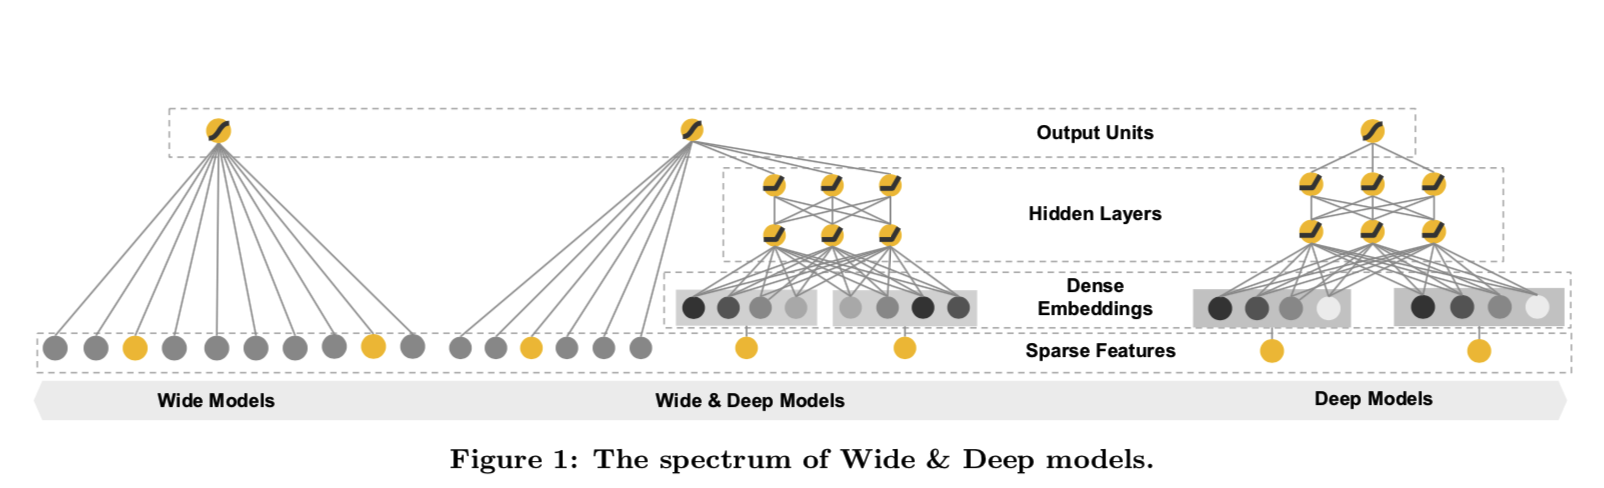 Output Units
Hidden Layers
Dense
Embeddings
Sparse Features
Wide Models
Wide & Deep Models
Deep Models
Figure 1: The spectrum of Wide & Deep models.